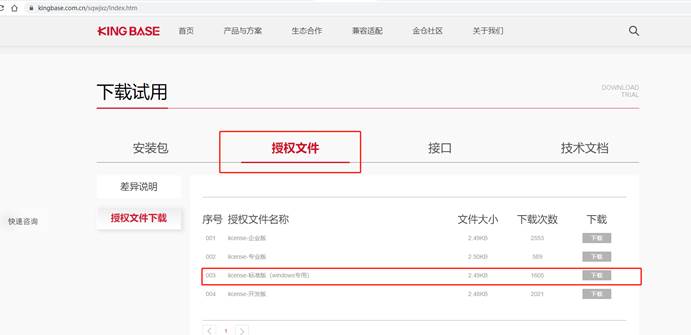 kingbase.com.cn/sqwjxz/index.htm
KINGBASE 首页 产品与方案 生态合作 兼容适配 金仓社区 关于我们
下载试用
DOWNLOAD
TRIAL
安装包 授权文件 接口 技术文档
差异说明
授权文件下载
快速咨询
序号 授权文件名称 文件大小 下载次数 下载
001 license-企业版 2.49KB 2553 下载
002 license-专业版 2.50KB 589 下载
003 license-标准版（windows专用） 2.49KB 1605 下载
004 license-开发版 2.48KB 2021 下载
1